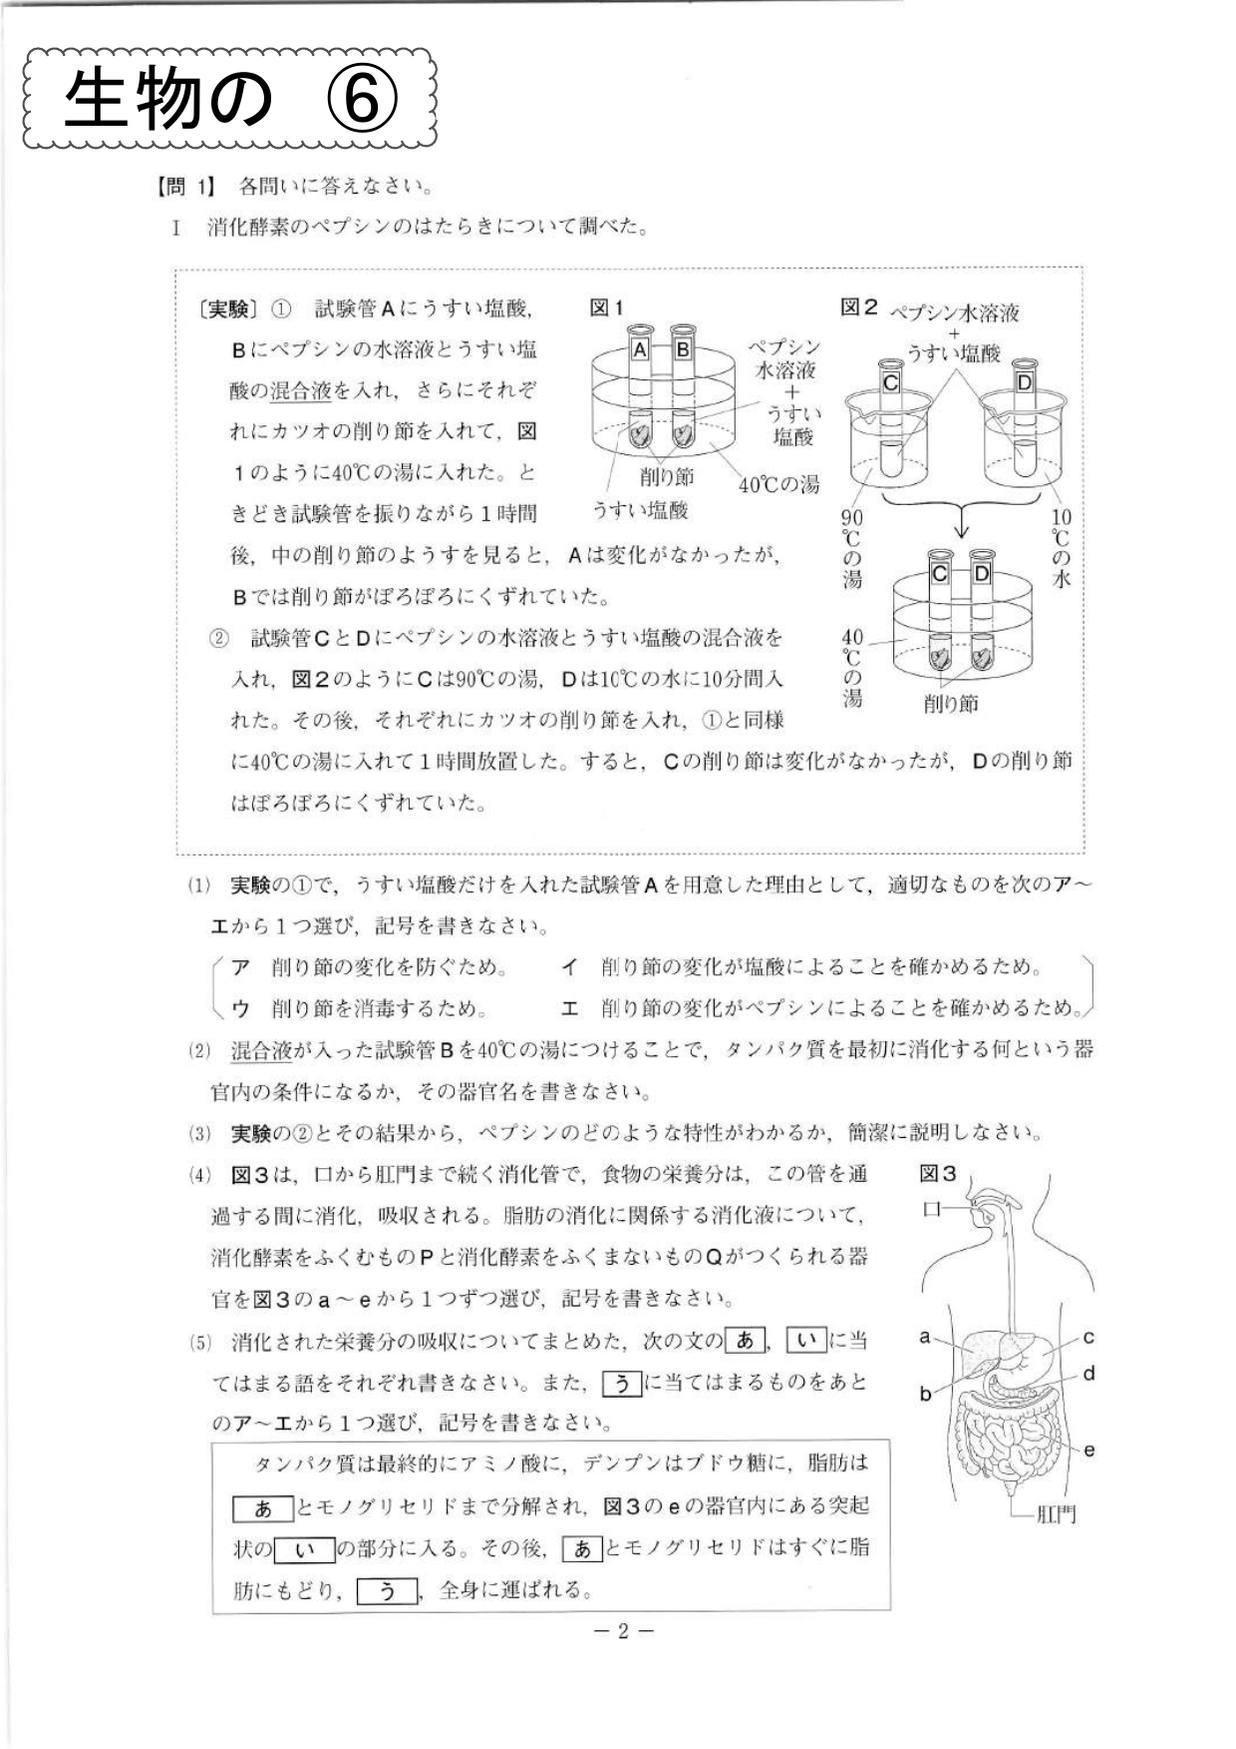 生物の ⑥
【問 1】 各問いに答えなさい。
Ⅰ 消化酵素のペプシンのはたらきについて調べた。
〔実験〕① 試験管Aにうすい塩酸,
Bにペプシンの水溶液とうすい塩
酸の混合液を入れ，さらにそれぞ
れにカツオの削り節を入れて，図
1のように40℃の湯に入れた。と
きどき試験管を振りながら1時間
後，中の削り節のようすを見ると，Aは変化がなかったが,
Bでは削り節がぼろぼろにくずれていた。
② 試験管CとDにペプシンの水溶液とうすい塩酸の混合液を
入れ，図2のようにCは90℃の湯，Dは10℃の水に10分間入
れた。その後，それぞれにカツオの削り節を入れ，①と同様
に40℃の湯に入れて1時間放置した。すると，Cの削り節は変化がなかったが，Dの削り節
はぼろぼろにくずれていた。
図1
A
B
ペプシン
水溶液
+
うすい
塩酸
削り節
40℃の湯
うすい塩酸
図2
ペプシン水溶液
+
うすい塩酸
C
D
90℃の湯
10℃の水
C
D
40℃の湯
削り節
(1) 実験の①で，うすい塩酸だけを入れた試験管Aを用意した理由として，適切なものを次のア～
エから1つ選び，記号を書きなさい。
ア 削り節の変化を防ぐため。 イ 削り節の変化が塩酸によることを確かめるため。
ウ 削り節を消毒するため。 エ 削り節の変化がペプシンによることを確かめるため。
(2) 混合液が入った試験管Bを40℃の湯につけることで，タンパク質を最初に消化する何という器
官内の条件になるか，その器官名を書きなさい。
(3) 実験の②とその結果から，ペプシンのどのような特性がわかるか，簡潔に説明しなさい。
(4) 図3は，口から肛門まで続く消化管で，食物の栄養分は，この管を通
過する間に消化，吸収される。脂肪の消化に関係する消化液について,
消化酵素をふくむものPと消化酵素をふくまないものQがつくられる器
官を図3のa～eから1つずつ選び，記号を書きなさい。
(5) 消化された栄養分の吸収についてまとめた，次の文の あ ， い に当
てはまる語をそれぞれ書きなさい。また， う に当てはまるものをあと
のア～エから1つ選び，記号を書きなさい。
図3
口
a
b
c
d
e
肛門
タンパク質は最終的にアミノ酸に，デンプンはブドウ糖に，脂肪は
あ とモノグリセリドまで分解され，図3のeの器官内にある突起
状の い の部分に入る。その後， あ とモノグリセリドはすぐに脂
肪にもどり， う ，全身に運ばれる。
－ 2 －